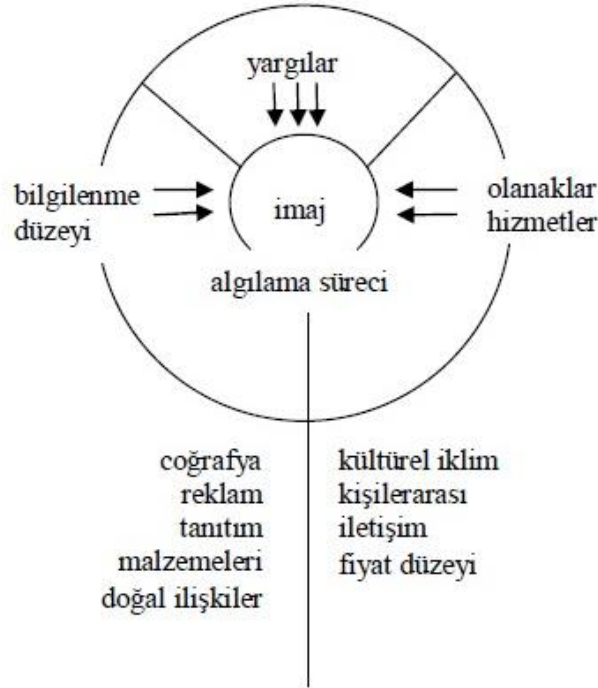 yargılar
bilgilenme
düzeyi
imaj
olanaklar
hizmetler
algılama süreci
coğrafya
reklam
tanıtım
malzemeleri
doğal ilişkiler
kültürel iklim
kişilerarası
iletişim
fiyat düzeyi